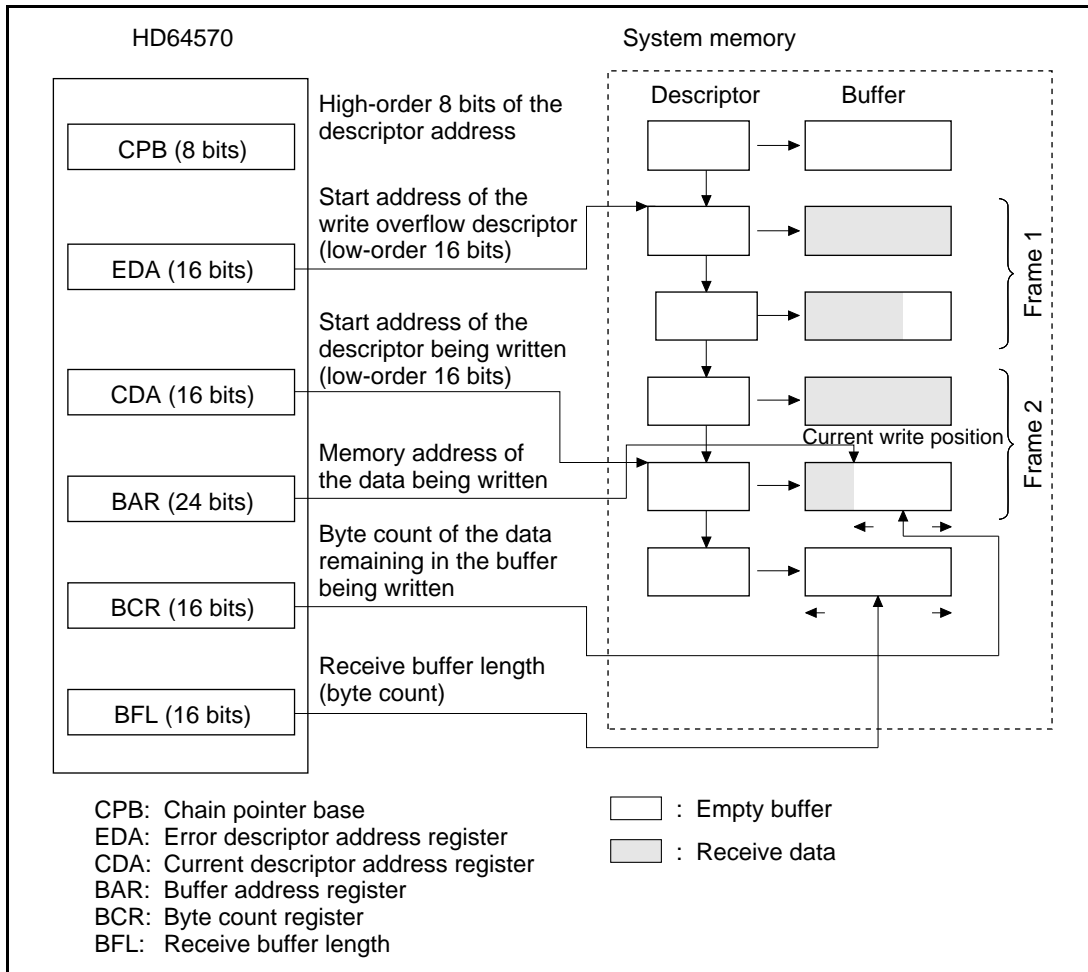 HD64570
System memory
CPB (8 bits)
High-order 8 bits of the
descriptor address
EDA (16 bits)
Start address of the
write overflow descriptor
(low-order 16 bits)
CDA (16 bits)
Start address of the
descriptor being written
(low-order 16 bits)
BAR (24 bits)
Memory address of
the data being written
BCR (16 bits)
Byte count of the data
remaining in the buffer
being written
BFL (16 bits)
Receive buffer length
(byte count)
Descriptor
Buffer
Frame 1
Frame 2
Current write position
CPB: Chain pointer base
EDA: Error descriptor address register
CDA: Current descriptor address register
BAR: Buffer address register
BCR: Byte count register
BFL: Receive buffer length
: Empty buffer
: Receive data